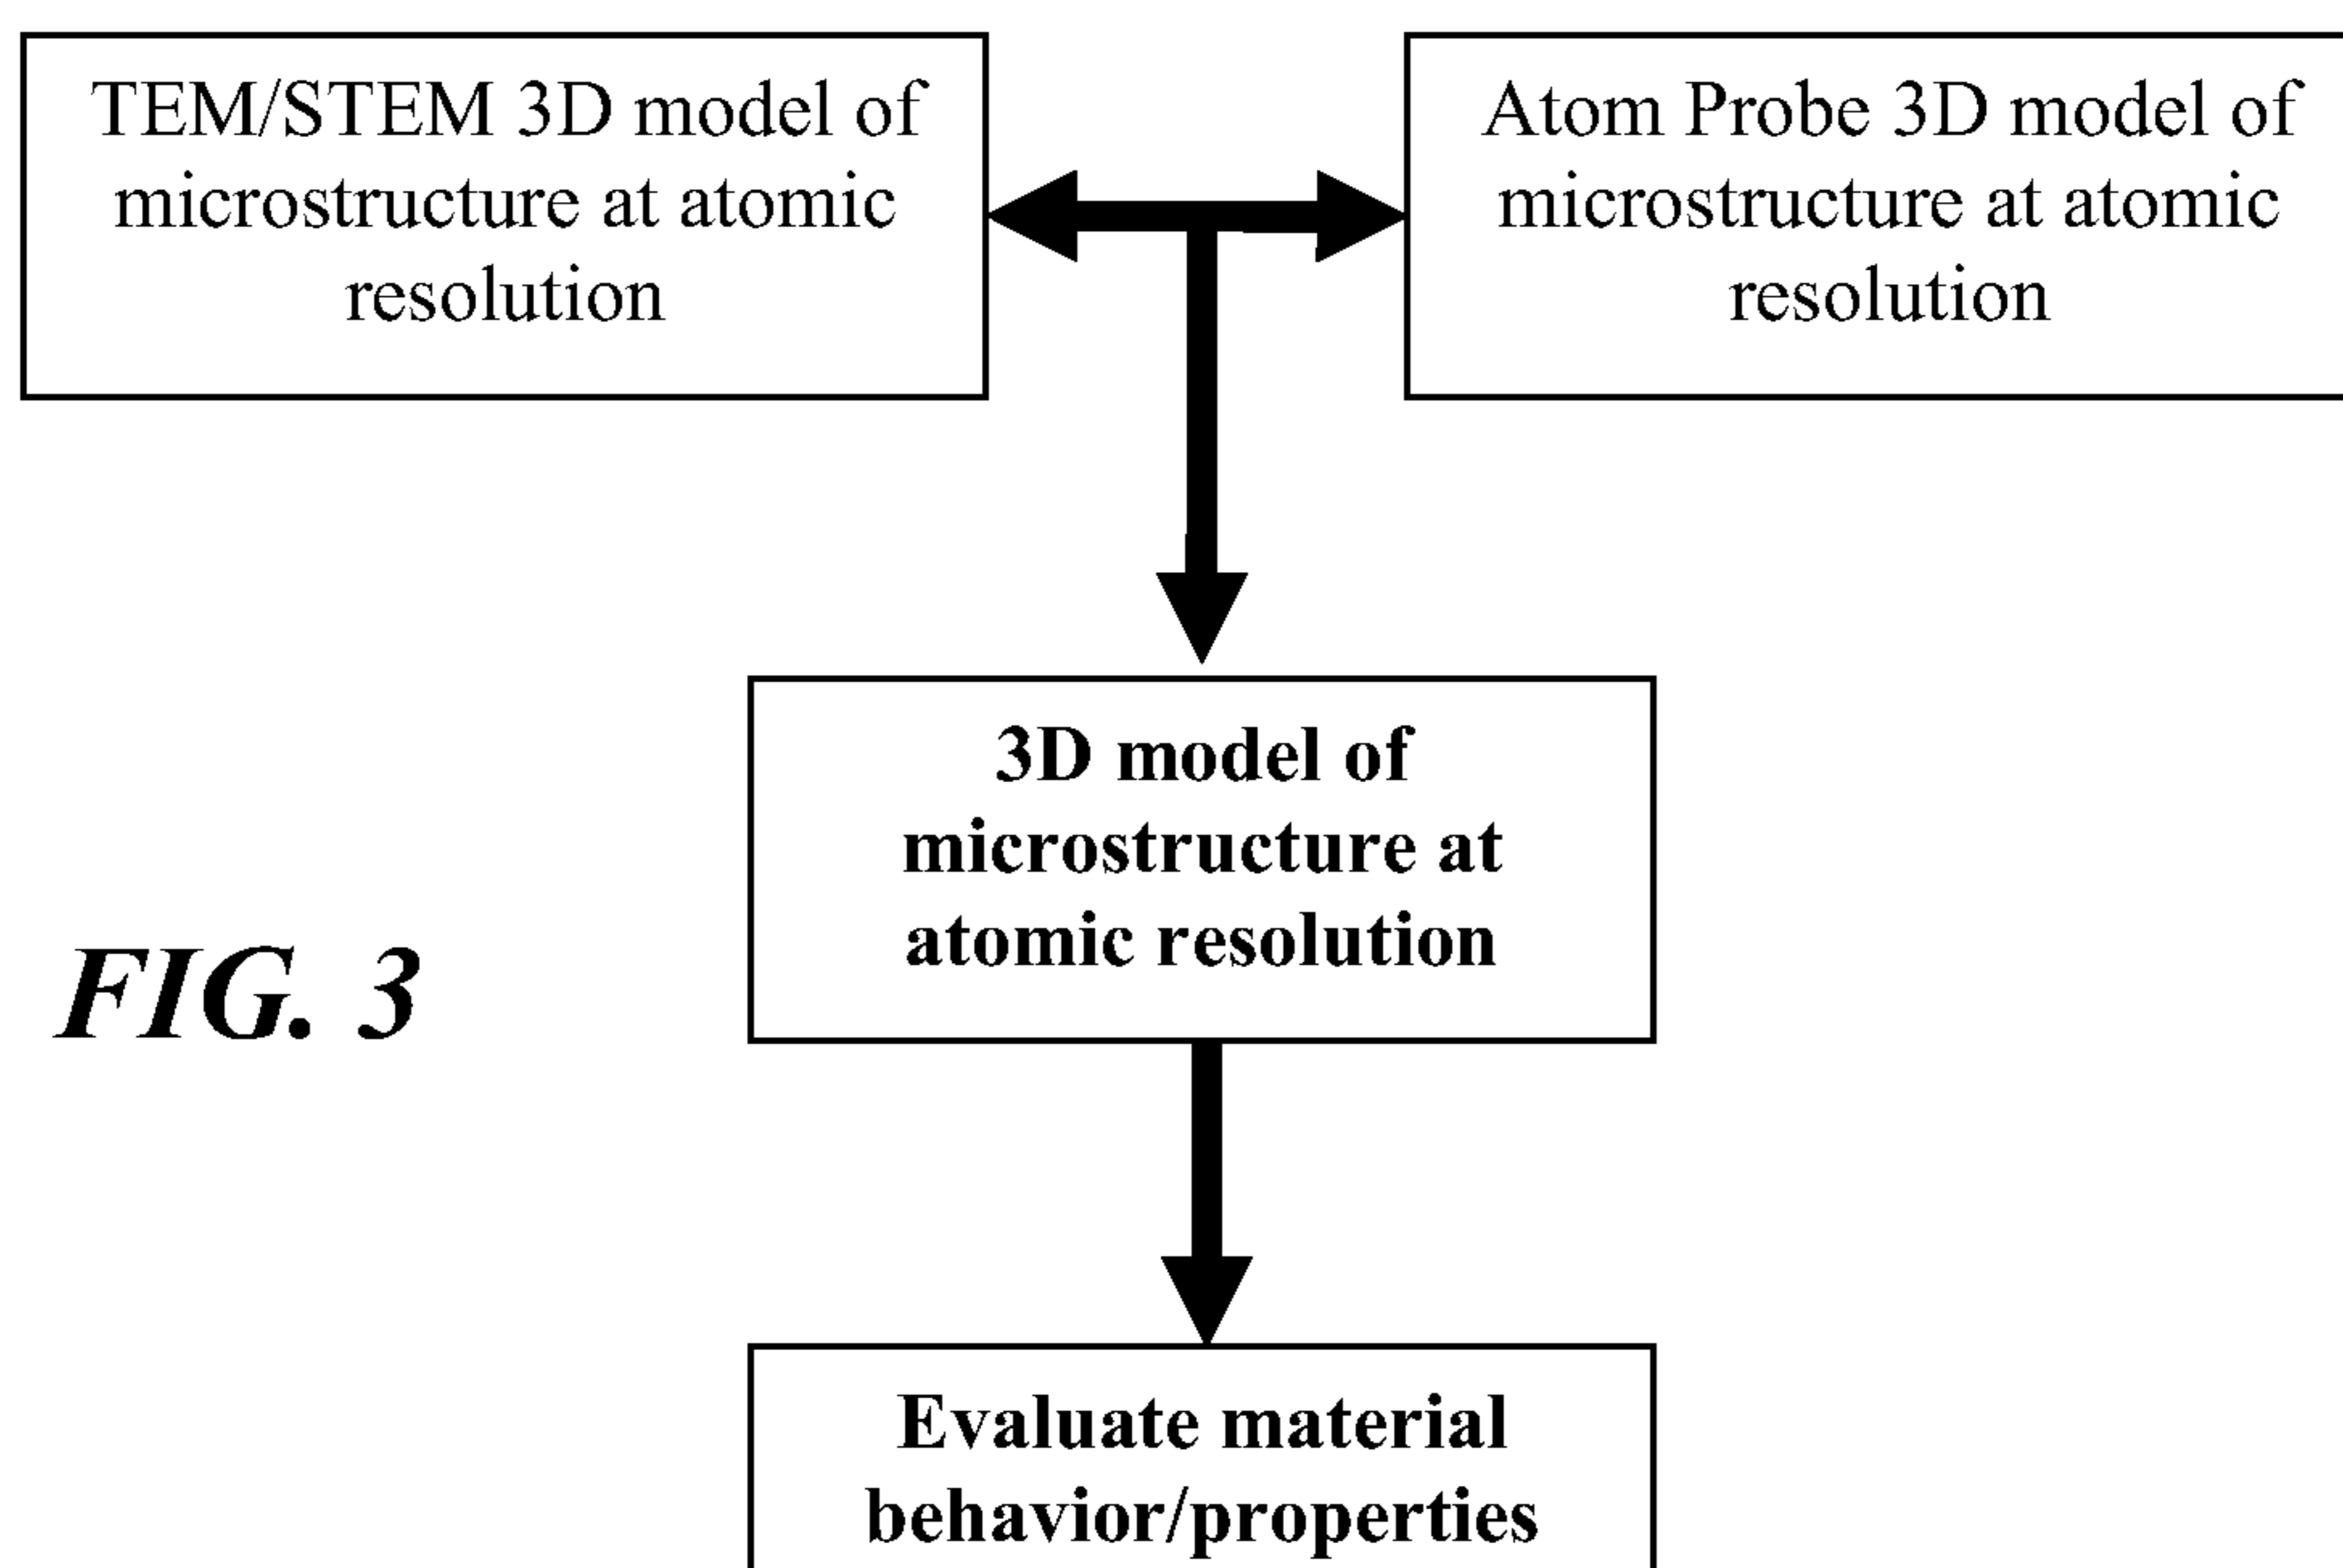 TEM/STEM 3D model of
microstructure at atomic
resolution
Atom Probe 3D model of
microstructure at atomic
resolution
3D model of
microstructure at
atomic resolution
FIG. 3
Evaluate material
behavior/properties